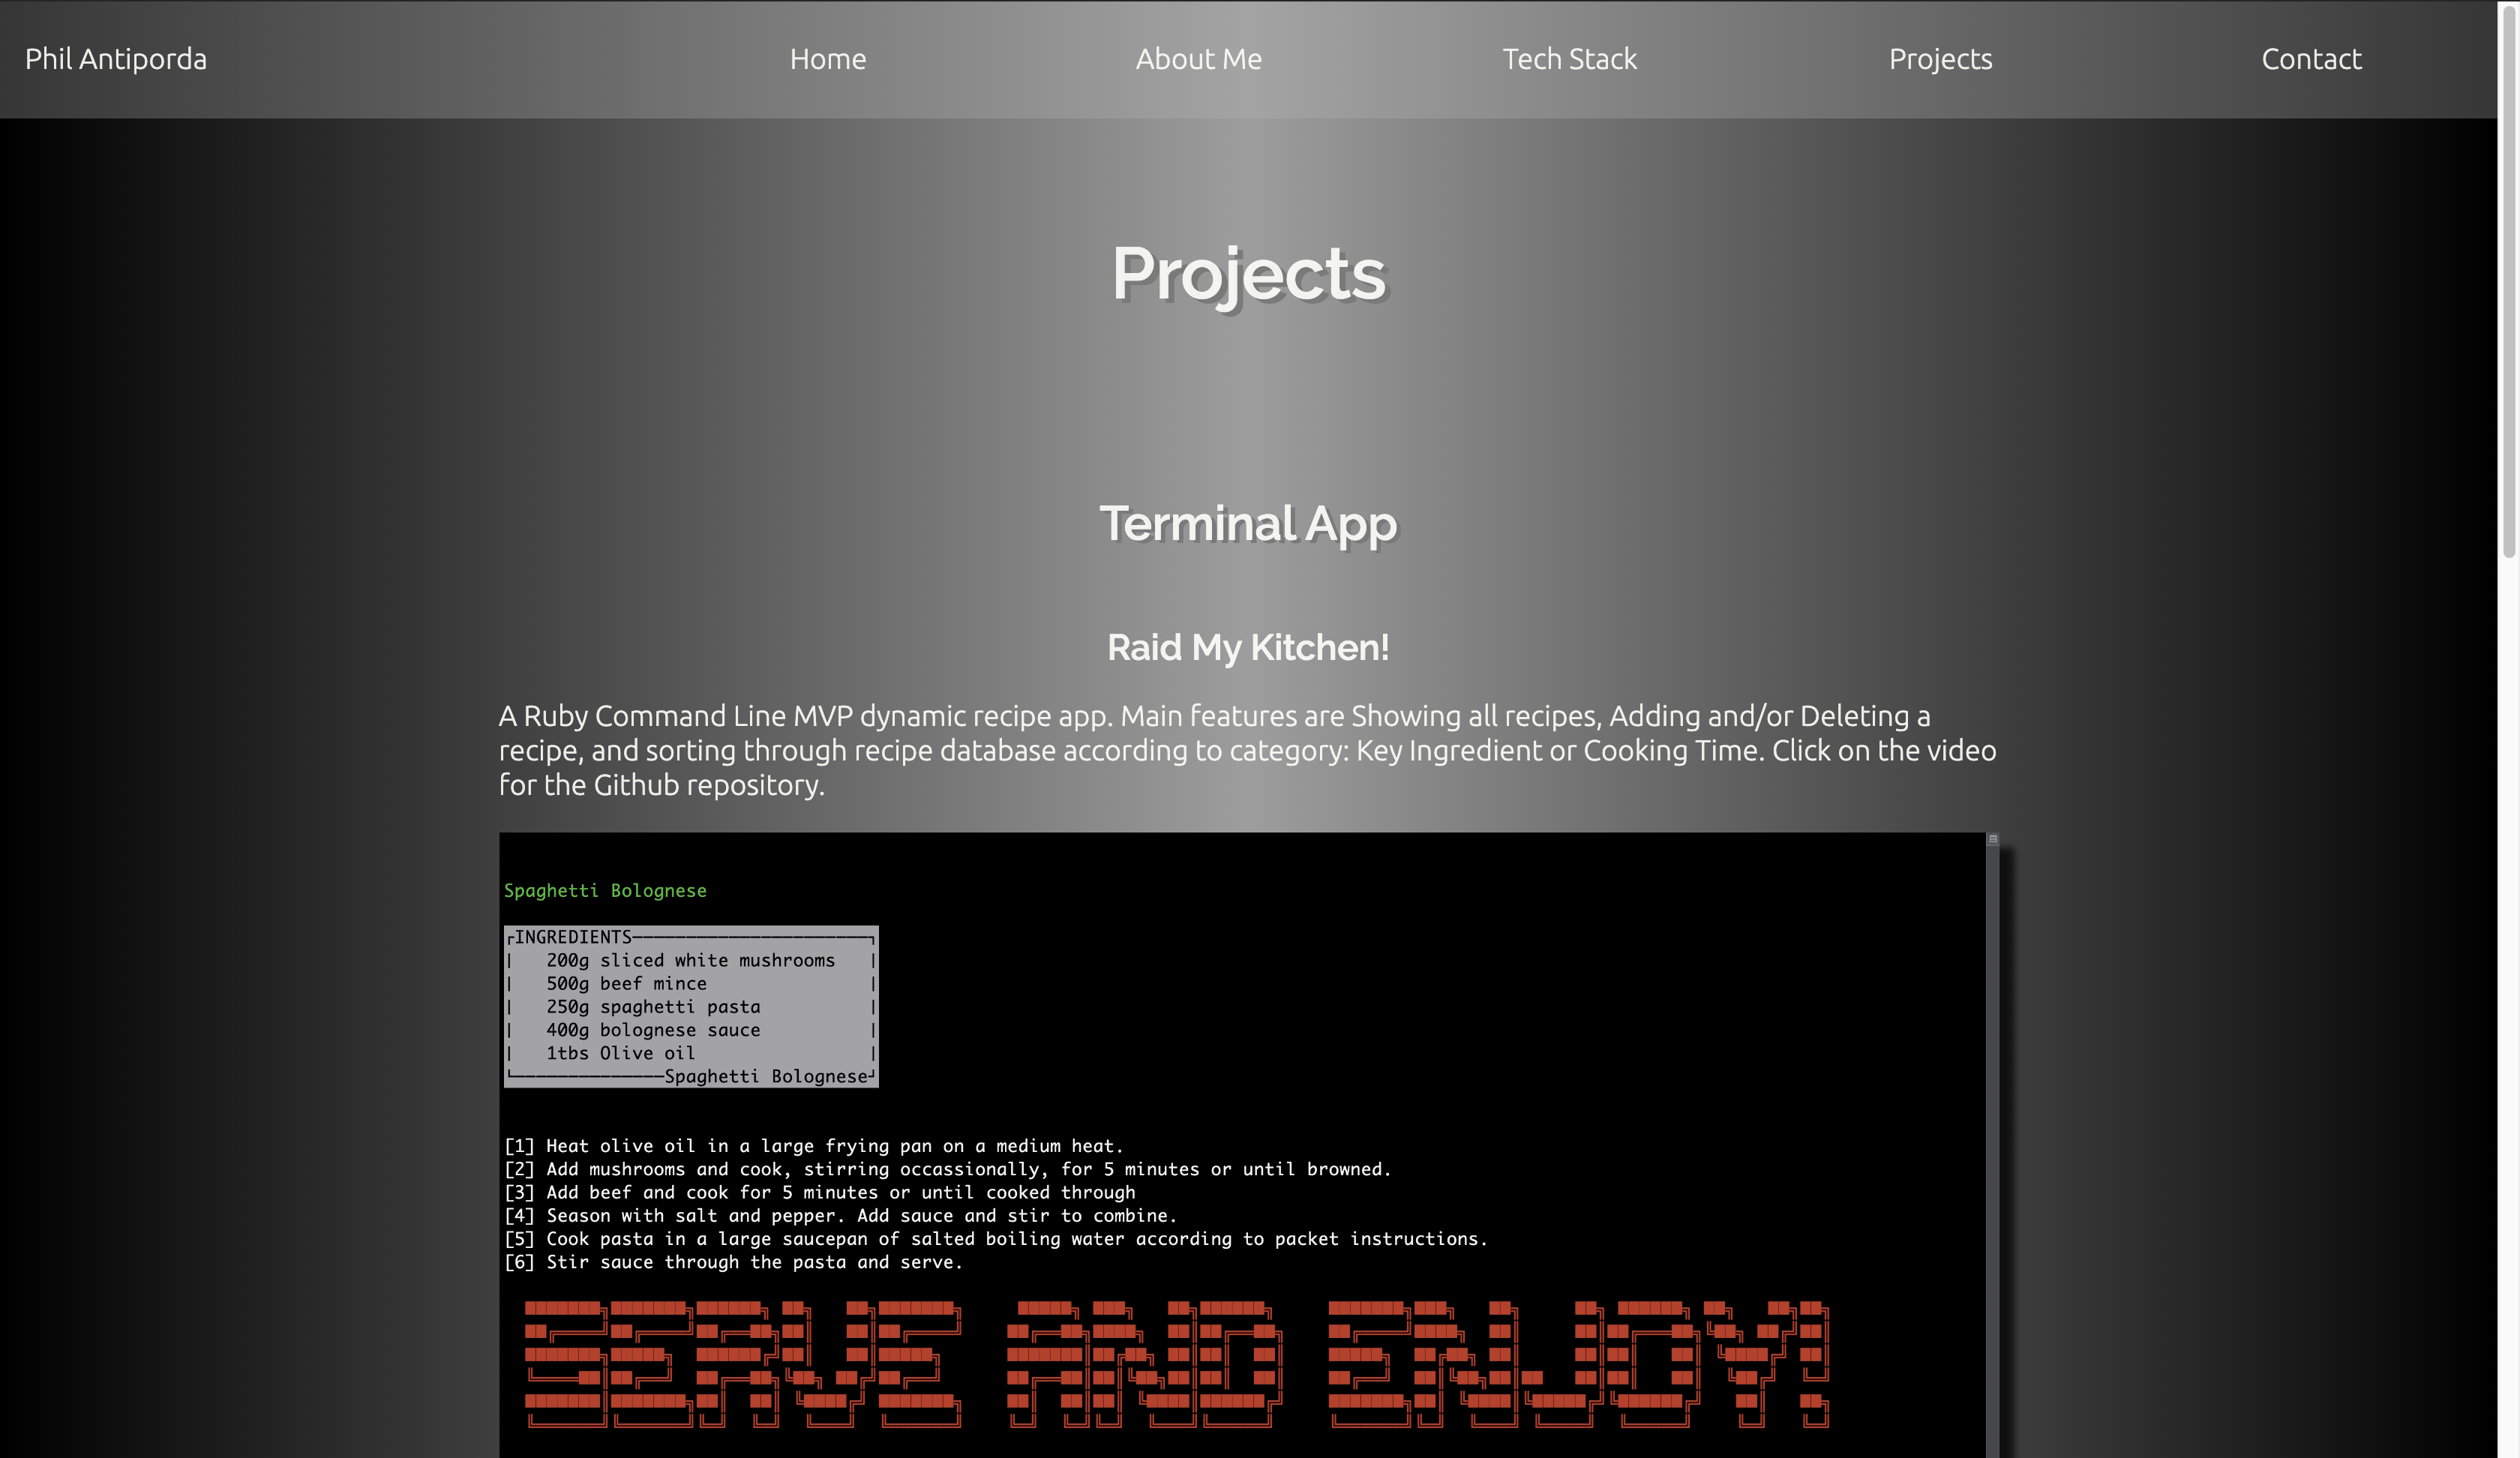 Phil Antiporda Home About Me Tech Stack Projects Contact
Projects
Terminal App
Raid My Kitchen!
A Ruby Command Line MVP dynamic recipe app. Main features are Showing all recipes, Adding and/or Deleting a
recipe, and sorting through recipe database according to category: Key Ingredient or Cooking Time. Click on the video
for the Github repository.
Spaghetti Bolognese
INGREDIENTS
200g sliced white mushrooms
500g beef mince
250g spaghetti pasta
400g bolognese sauce
1tbs Olive oil
Spaghetti Bolognese
[1] Heat olive oil in a large frying pan on a medium heat.
[2] Add mushrooms and cook, stirring occassionally, for 5 minutes or until browned.
[3] Add beef and cook for 5 minutes or until cooked through
[4] Season with salt and pepper. Add sauce and stir to combine.
[5] Cook pasta in a large saucepan of salted boiling water according to packet instructions.
[6] Stir sauce through the pasta and serve.
SERVE AND ENJOY!